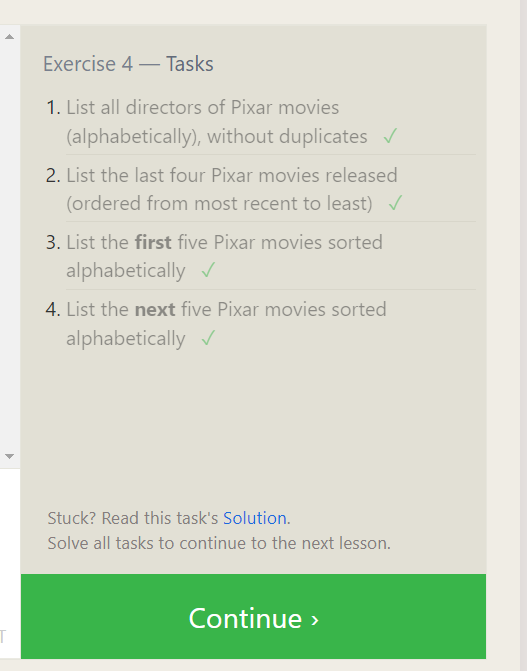 Exercise 4 — Tasks
1. List all directors of Pixar movies
(alphabetically), without duplicates ✓
2. List the last four Pixar movies released
(ordered from most recent to least) ✓
3. List the first five Pixar movies sorted
alphabetically ✓
4. List the next five Pixar movies sorted
alphabetically ✓
Stuck? Read this task's Solution.
Solve all tasks to continue to the next lesson.
T
Continue ›